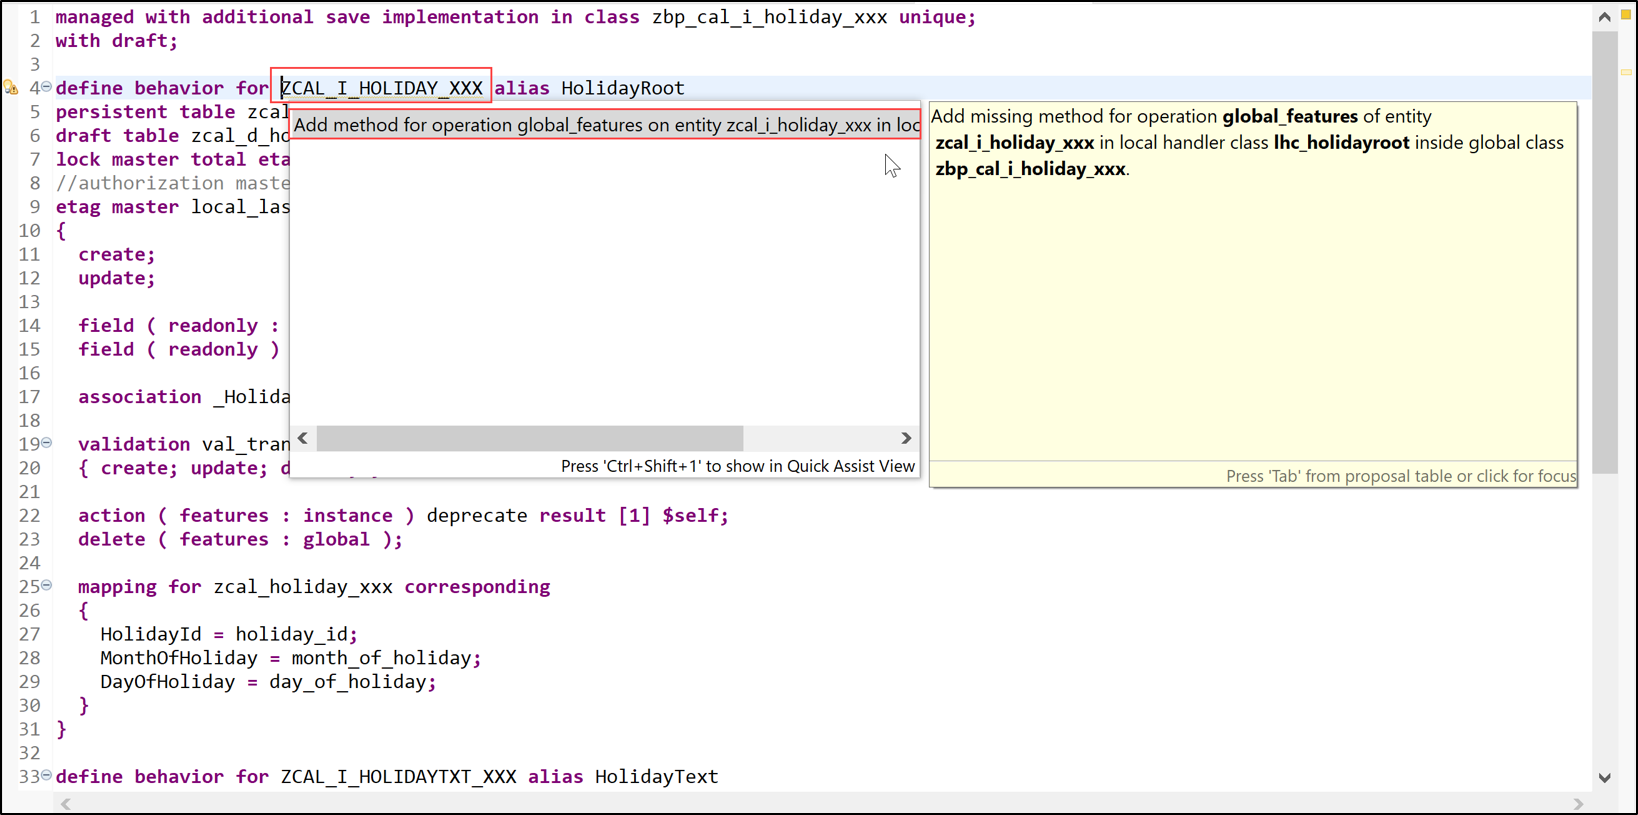 1 managed with additional save implementation in class zbp_cal_i_holiday_xxx unique;
2 with draft;
3
4 define behavior for ZCAL_I_HOLIDAY_XXX alias HolidayRoot
5 persistent table zcal
6 draft table zcal_d_ho
7 lock master total eta
8 //authorization maste
9 etag master local_las
10 {
11 create;
12 update;
13
14 field ( readonly :
15 field ( readonly )
16
17 association _Holida
18
19 validation val_tran
20 { create; update; d
21
22 action ( features : instance ) deprecate result [1] $self;
23 delete ( features : global );
24
25 mapping for zcal_holiday_xxx corresponding
26 {
27 HolidayId = holiday_id;
28 MonthOfHoliday = month_of_holiday;
29 DayOfHoliday = day_of_holiday;
30 }
31 }
32
33 define behavior for ZCAL_I_HOLIDAYTXT_XXX alias HolidayText
Add method for operation global_features on entity zcal_i_holiday_xxx in loc
Press 'Ctrl+Shift+1' to show in Quick Assist View
Add missing method for operation global_features of entity
zcal_i_holiday_xxx in local handler class lhc_holidayroot inside global class
zbp_cal_i_holiday_xxx.
Press 'Tab' from proposal table or click for focus